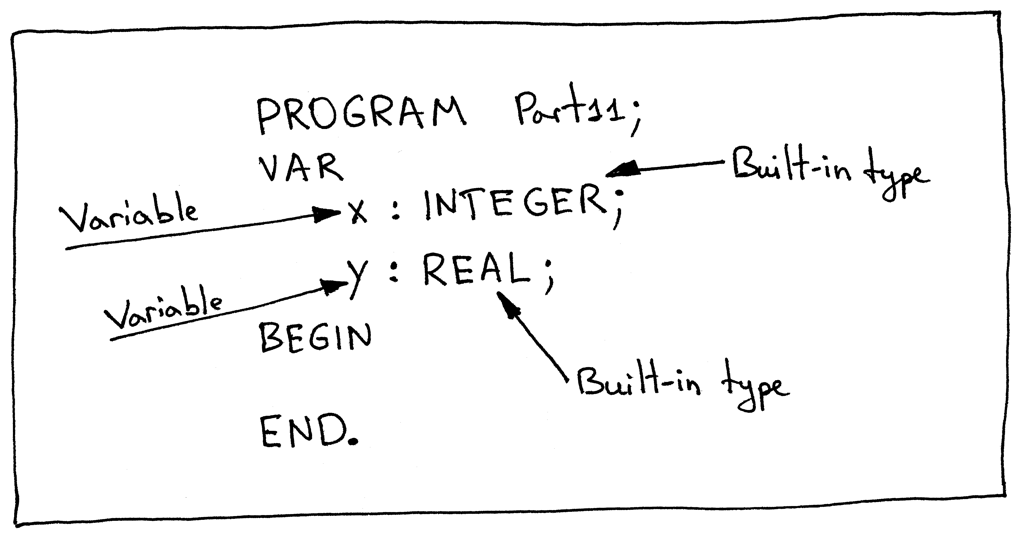 PROGRAM Part11;
VAR
Built-in type
Variable
x : INTEGER;
y : REAL;
Variable
BEGIN
Built-in type
END.